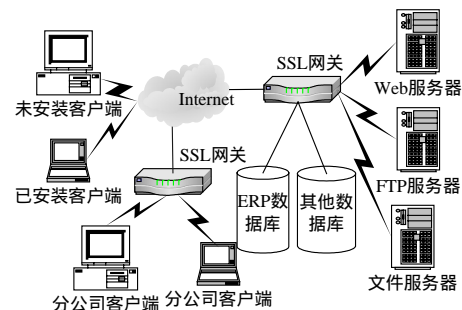 SSL网关
Internet
未安装客户端
Web服务器
SSL网关
已安装客户端
ERP数
据库
其他数
据库
FTP服务器
文件服务器
分公司客户端
分公司客户端